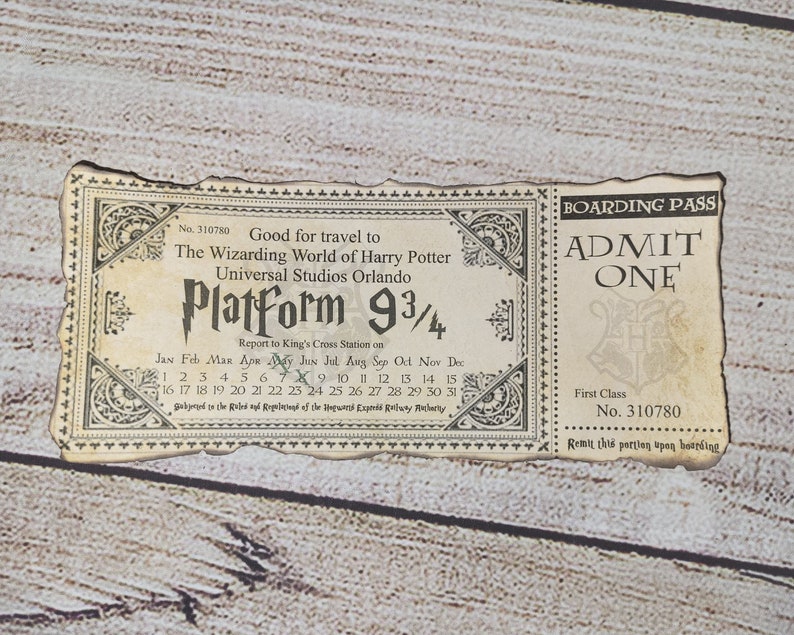 No. 310780
Good for travel to
The Wizarding World of Harry Potter
Universal Studios Orlando
Platform 9 3/4
Report to King's Cross Station on
Jan Feb Mar Apr May Jun Jul Aug Sep Oct Nov Dec
1 2 3 4 5 6 7 8 9 10 11 12 13 14 15
16 17 18 19 20 21 22 23 24 25 26 27 28 29 30 31
Subjected to the Rules and Regulations of the Hogwarts Express Railway Authority
BOARDING PASS
ADMIT
ONE
First Class
No. 310780
Remit this portion upon boarding